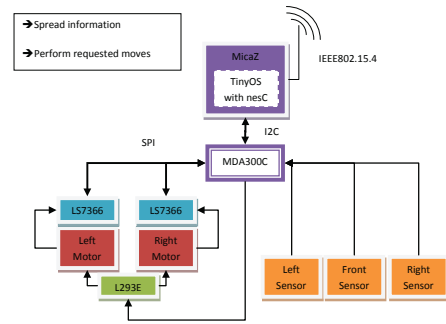 ➔Spread information
➔Perform requested moves
MicaZ
IEEE802.15.4
TinyOS
with nesC
I2C
SPI
MDA300C
LS7366
LS7366
Left
Motor
Right
Motor
L293E
Left
Sensor
Front
Sensor
Right
Sensor